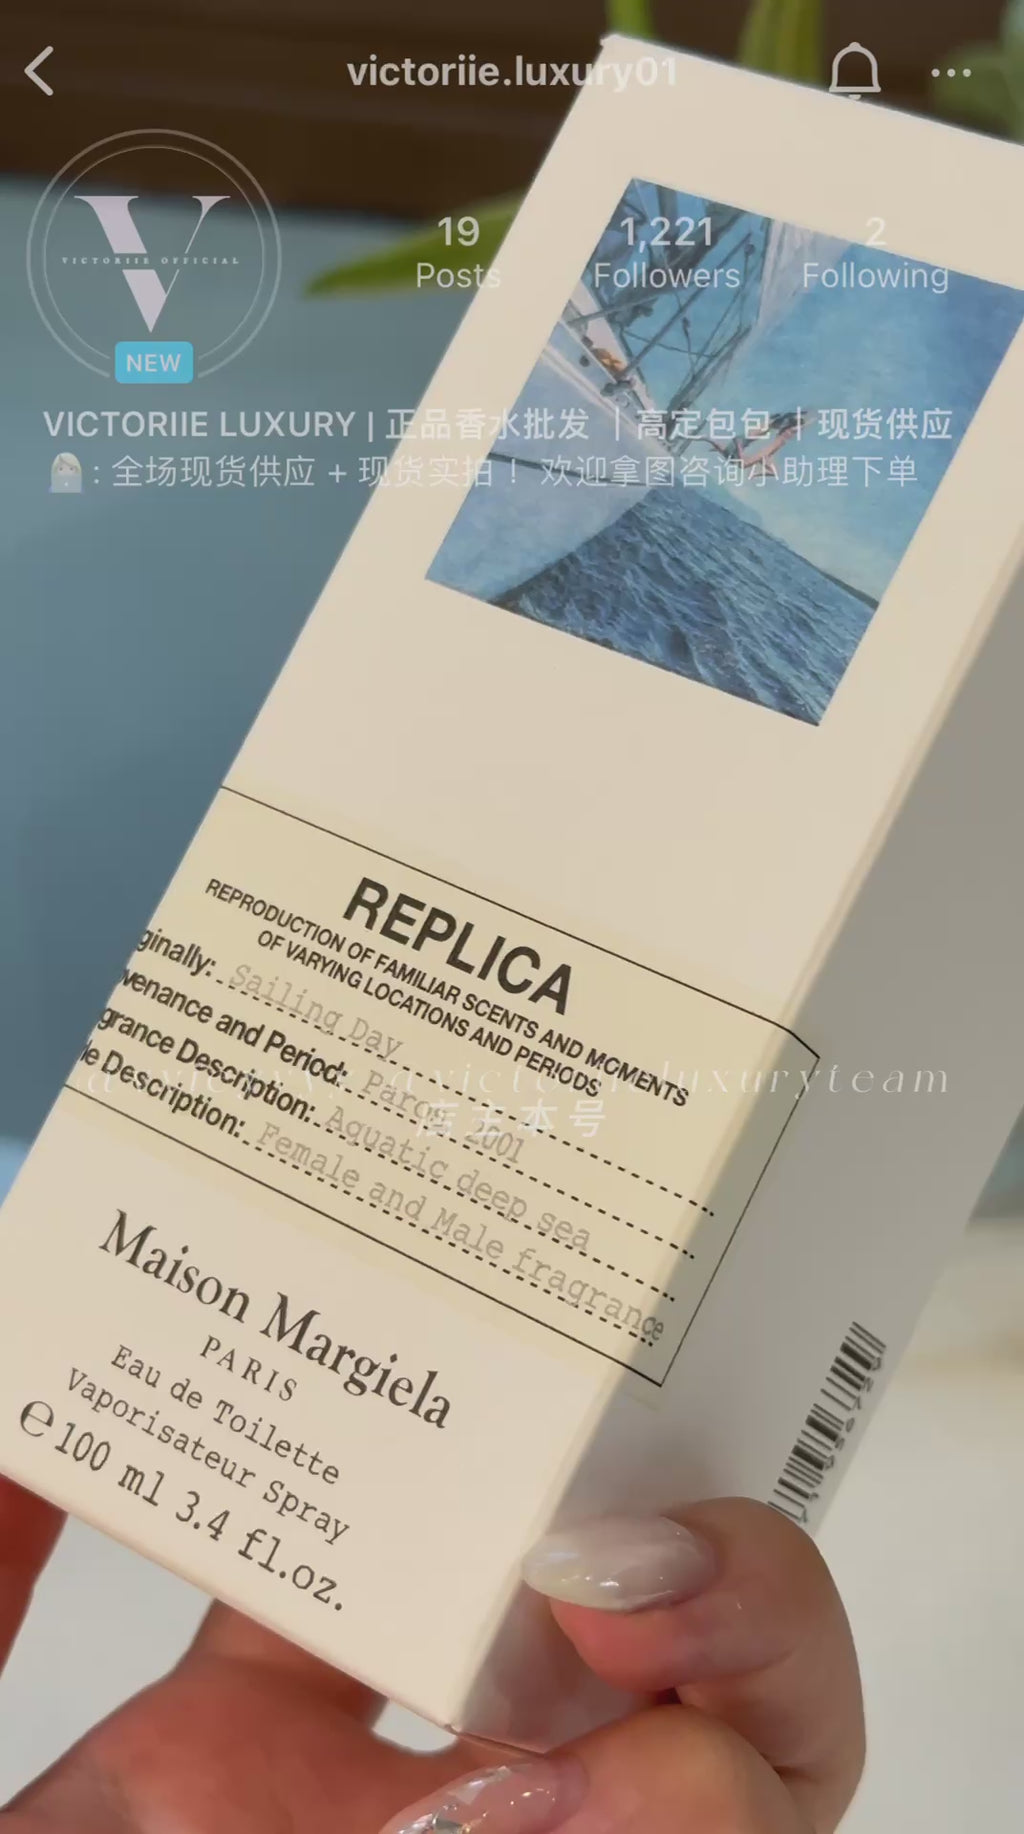 victoriie.luxury01
VICTORIIE OFFICIAL
NEW
19
Posts
1,221
Followers
2
Following
VICTORIIE LUXURY | 正品香水批发 ｜高定包包｜现货供应
: 全场现货供应 + 现货实拍！ 欢迎拿图咨询小助理下单
REPLICA
REPRODUCTION OF FAMILIAR SCENTS AND MOMENTS
OF VARYING LOCATIONS AND PERIODS
ginally: Sailing Day
venance and Period: Paros, 2001
grance Description: Aquatic deep sea
le Description: Female and Male fragrance
店主本号
Maison Margiela
PARIS
Eau de Toilette
Vaporisateur Spray
℮ 100 ml 3.4 fl.oz.